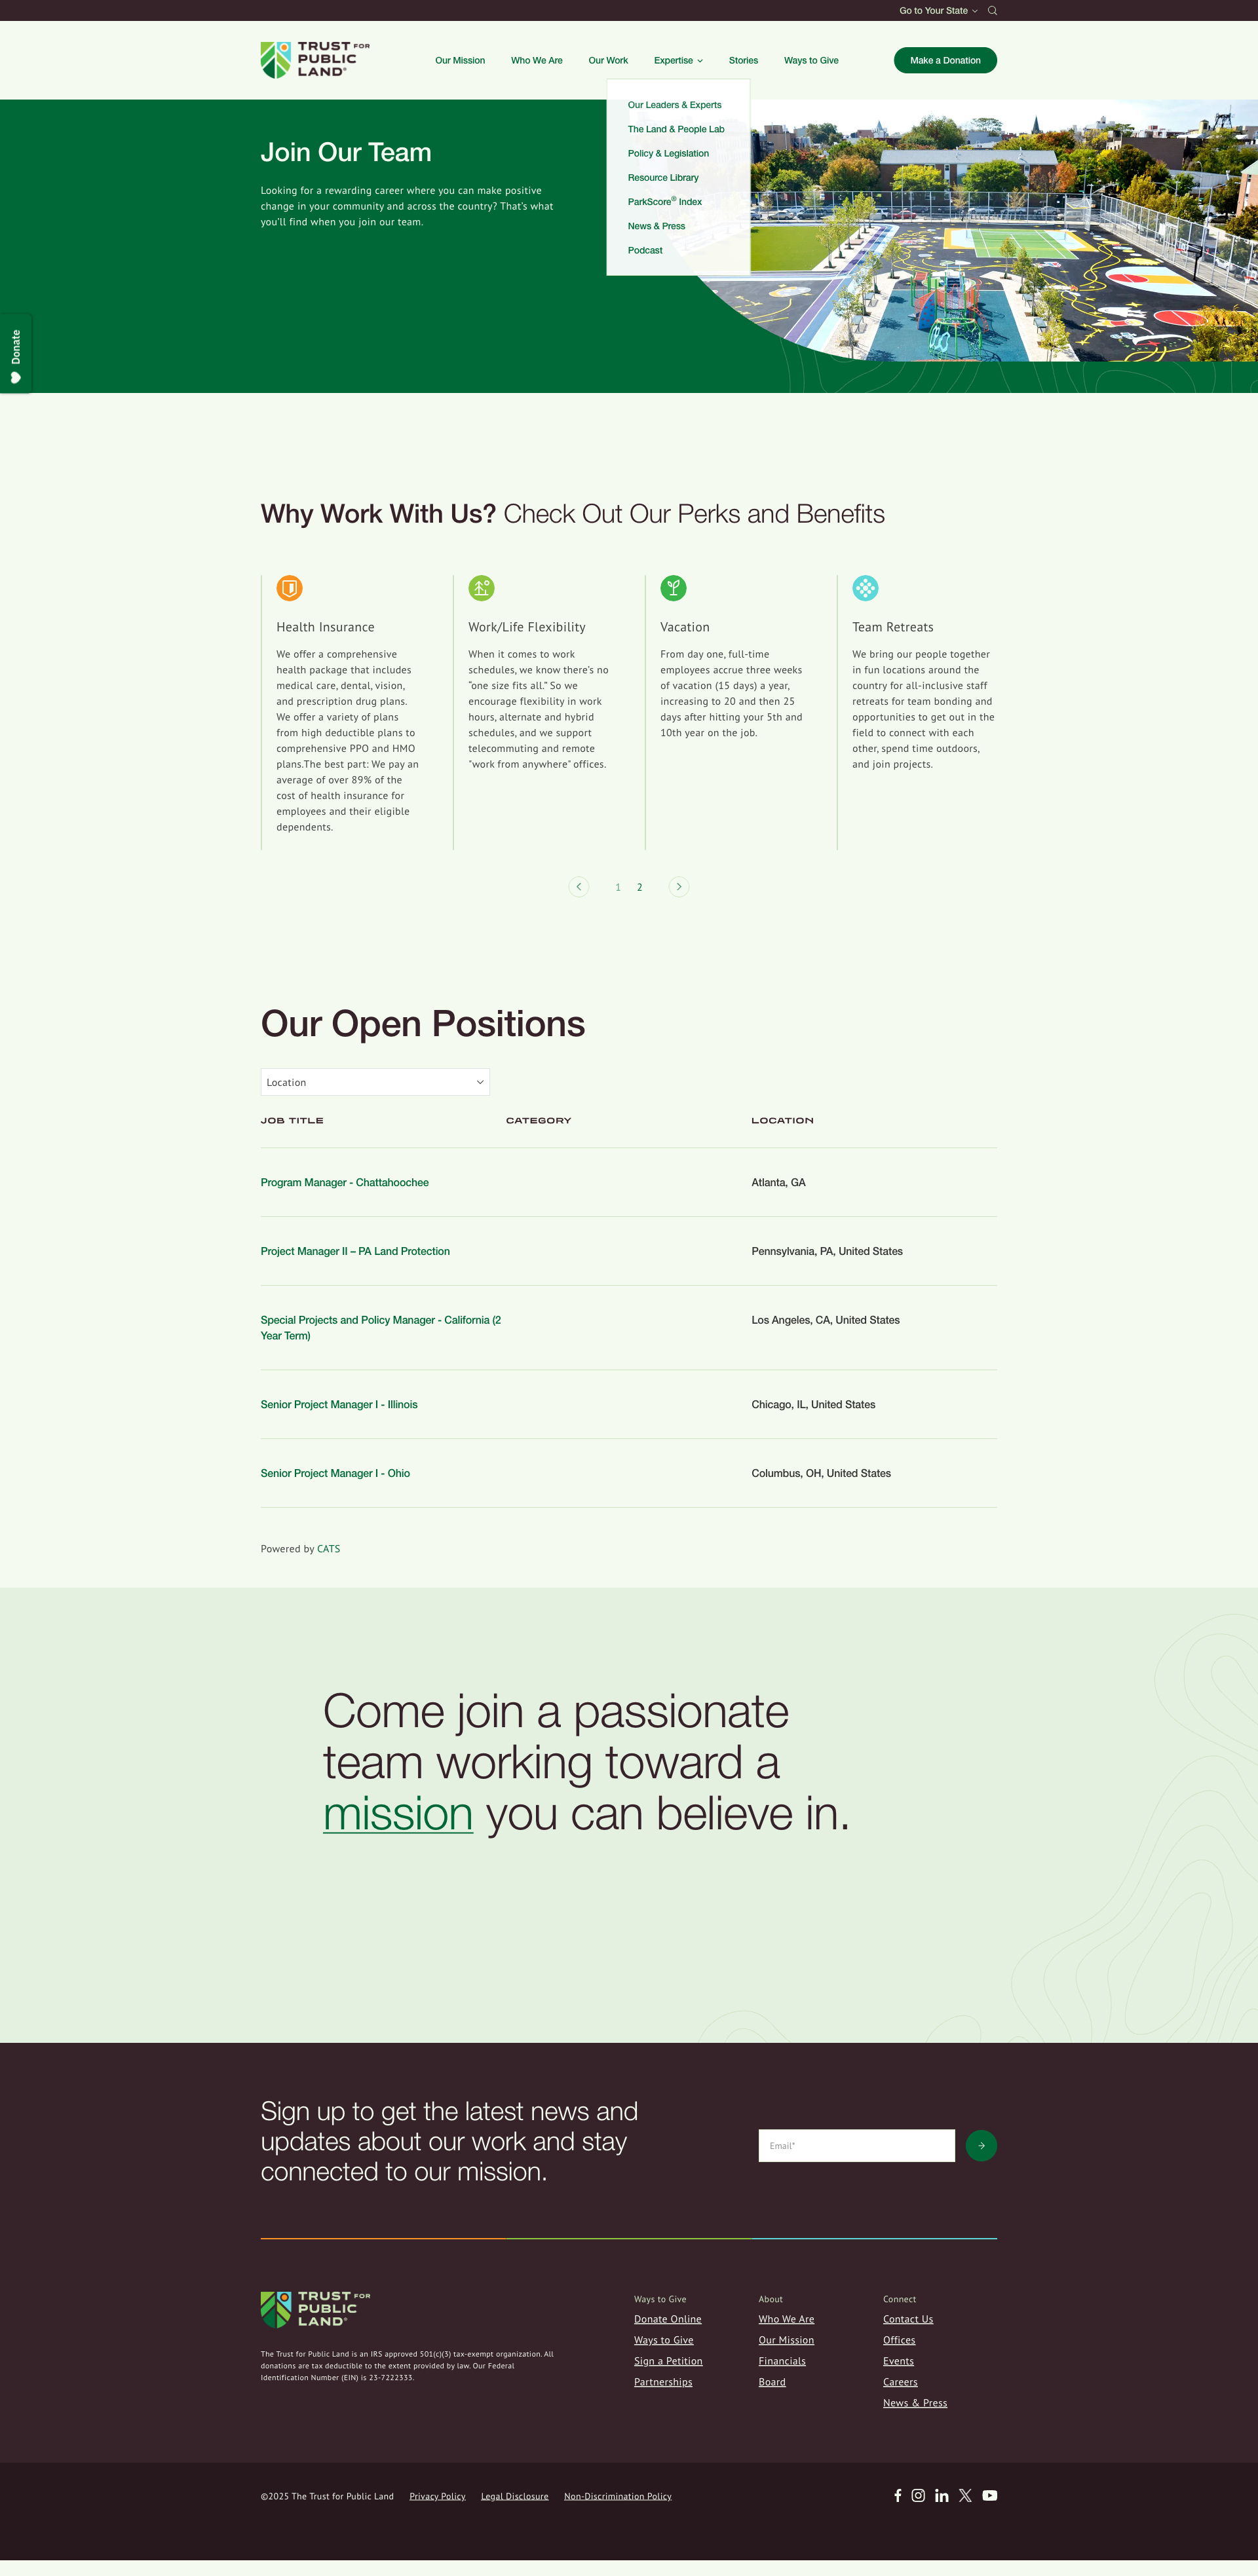 Go to Your State
TRUST FOR
PUBLIC
LAND®
Our Mission
Who We Are
Our Work
Expertise
Stories
Ways to Give
Make a Donation
Our Leaders & Experts
The Land & People Lab
Policy & Legislation
Resource Library
ParkScore® Index
News & Press
Podcast
Join Our Team
Looking for a rewarding career where you can make positive
change in your community and across the country? That’s what
you’ll find when you join our team.
Donate
Why Work With Us? Check Out Our Perks and Benefits
Health Insurance
We offer a comprehensive
health package that includes
medical care, dental, vision,
and prescription drug plans.
We offer a variety of plans
from high deductible plans to
comprehensive PPO and HMO
plans.The best part: We pay an
average of over 89% of the
cost of health insurance for
employees and their eligible
dependents.
Work/Life Flexibility
When it comes to work
schedules, we know there’s no
“one size fits all.” So we
encourage flexibility in work
hours, alternate and hybrid
schedules, and we support
telecommuting and remote
"work from anywhere" offices.
Vacation
From day one, full-time
employees accrue three weeks
of vacation (15 days) a year,
increasing to 20 and then 25
days after hitting your 5th and
10th year on the job.
Team Retreats
We bring our people together
in fun locations around the
country for all-inclusive staff
retreats for team bonding and
opportunities to get out in the
field to connect with each
other, spend time outdoors,
and join projects.
1 2
Our Open Positions
Location
JOB TITLE
CATEGORY
LOCATION
Program Manager - Chattahoochee
Atlanta, GA
Project Manager II – PA Land Protection
Pennsylvania, PA, United States
Special Projects and Policy Manager - California (2
Year Term)
Los Angeles, CA, United States
Senior Project Manager I - Illinois
Chicago, IL, United States
Senior Project Manager I - Ohio
Columbus, OH, United States
Powered by CATS
Come join a passionate
team working toward a
mission you can believe in.
Sign up to get the latest news and
updates about our work and stay
connected to our mission.
Email*
TRUST FOR
PUBLIC
LAND®
The Trust for Public Land is an IRS approved 501(c)(3) tax-exempt organization. All
donations are tax deductible to the extent provided by law. Our Federal
Identification Number (EIN) is 23-7222333.
Ways to Give
Donate Online
Ways to Give
Sign a Petition
Partnerships
About
Who We Are
Our Mission
Financials
Board
Connect
Contact Us
Offices
Events
Careers
News & Press
©2025 The Trust for Public Land
Privacy Policy
Legal Disclosure
Non-Discrimination Policy